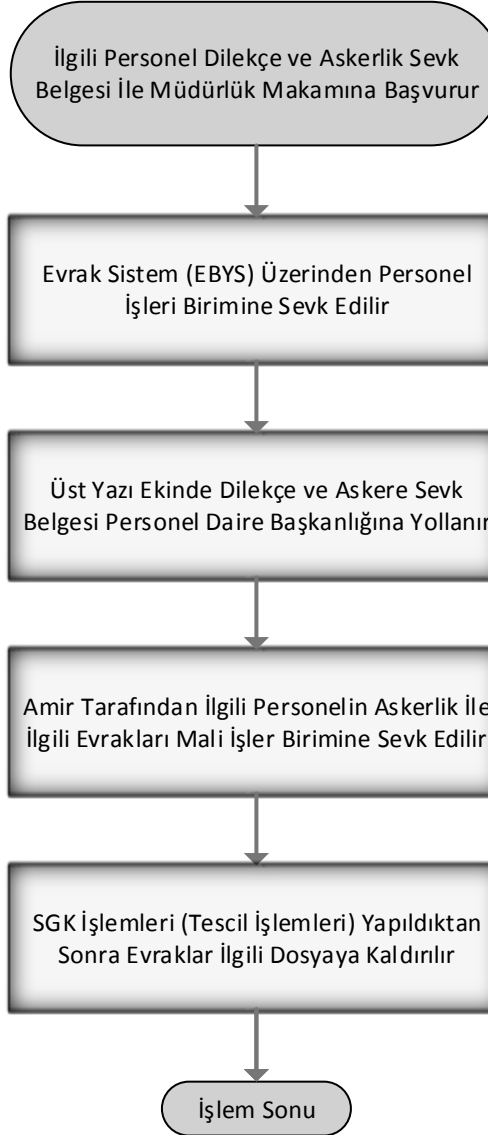 İlgili Personel Dilekçe ve Askerlik Sevk
Belgesi İle Müdürlük Makamına Başvurur
Evrak Sistem (EBYS) Üzerinden Personel
İşleri Birimine Sevk Edilir
Üst Yazı Ekinde Dilekçe ve Askere Sevk
Belgesi Personel Daire Başkanlığına Yollanır
Amir Tarafından İlgili Personelin Askerlik İle
İlgili Evrakları Mali İşler Birimine Sevk Edilir
SGK İşlemleri (Tescil İşlemleri) Yapıldıktan
Sonra Evraklar İlgili Dosyaya Kaldırılır
İşlem Sonu